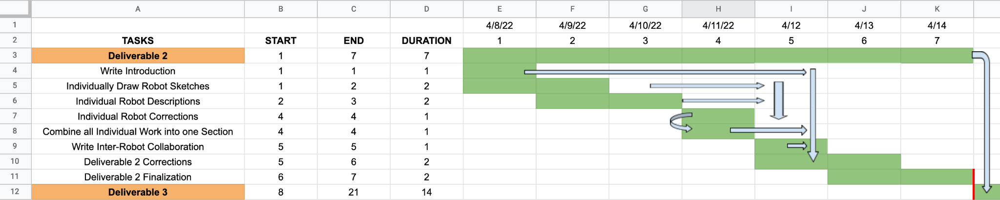 A B C D E F G H I J K
1 4/8/22 4/9/22 4/10/22 4/11/22 4/12 4/13 4/14
2 TASKS START END DURATION 1 2 3 4 5 6 7
3 Deliverable 2 1 7 7
4 Write Introduction 1 1 1
5 Individually Draw Robot Sketches 1 2 2
6 Individual Robot Descriptions 2 3 2
7 Individual Robot Corrections 4 4 1
8 Combine all Individual Work into one Section 4 4 1
9 Write Inter-Robot Collaboration 5 5 1
10 Deliverable 2 Corrections 5 6 2
11 Deliverable 2 Finalization 6 7 2
12 Deliverable 3 8 21 14